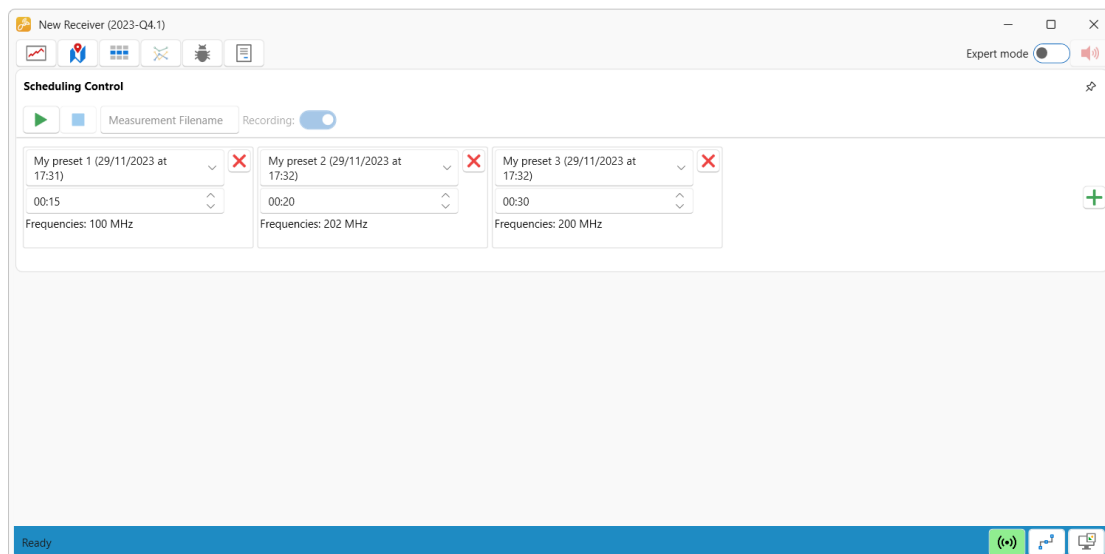 New Receiver (2023-Q4.1)
Expert mode
Scheduling Control
Measurement Filename
Recording:
My preset 1 (29/11/2023 at
17:31)
00:15
Frequencies: 100 MHz
My preset 2 (29/11/2023 at
17:32)
00:20
Frequencies: 202 MHz
My preset 3 (29/11/2023 at
17:32)
00:30
Frequencies: 200 MHz
Ready